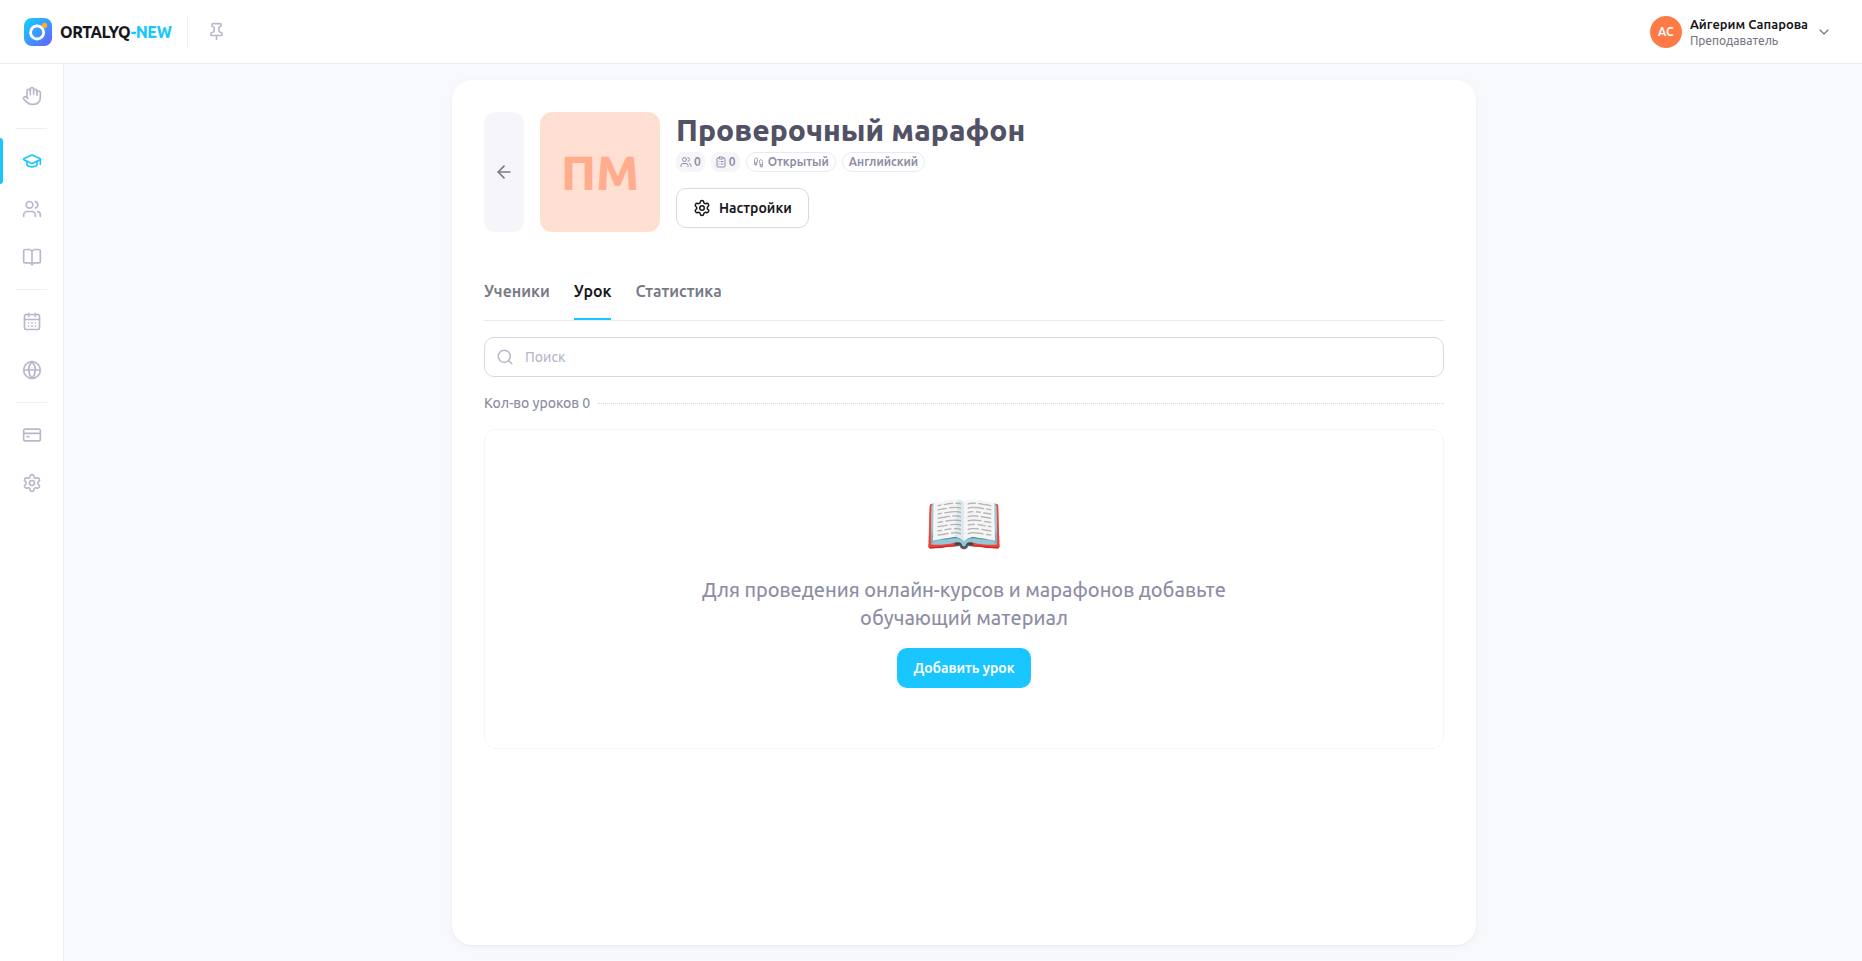 ORTALYQ-NEW
Айгерим Сапарова
АС
Преподаватель
ПМ
Проверочный марафон
0 0 Открытый Английский
Настройки
Ученики Урок Статистика
Поиск
Кол-во уроков 0
Для проведения онлайн-курсов и марафонов добавьте
обучающий материал
Добавить урок